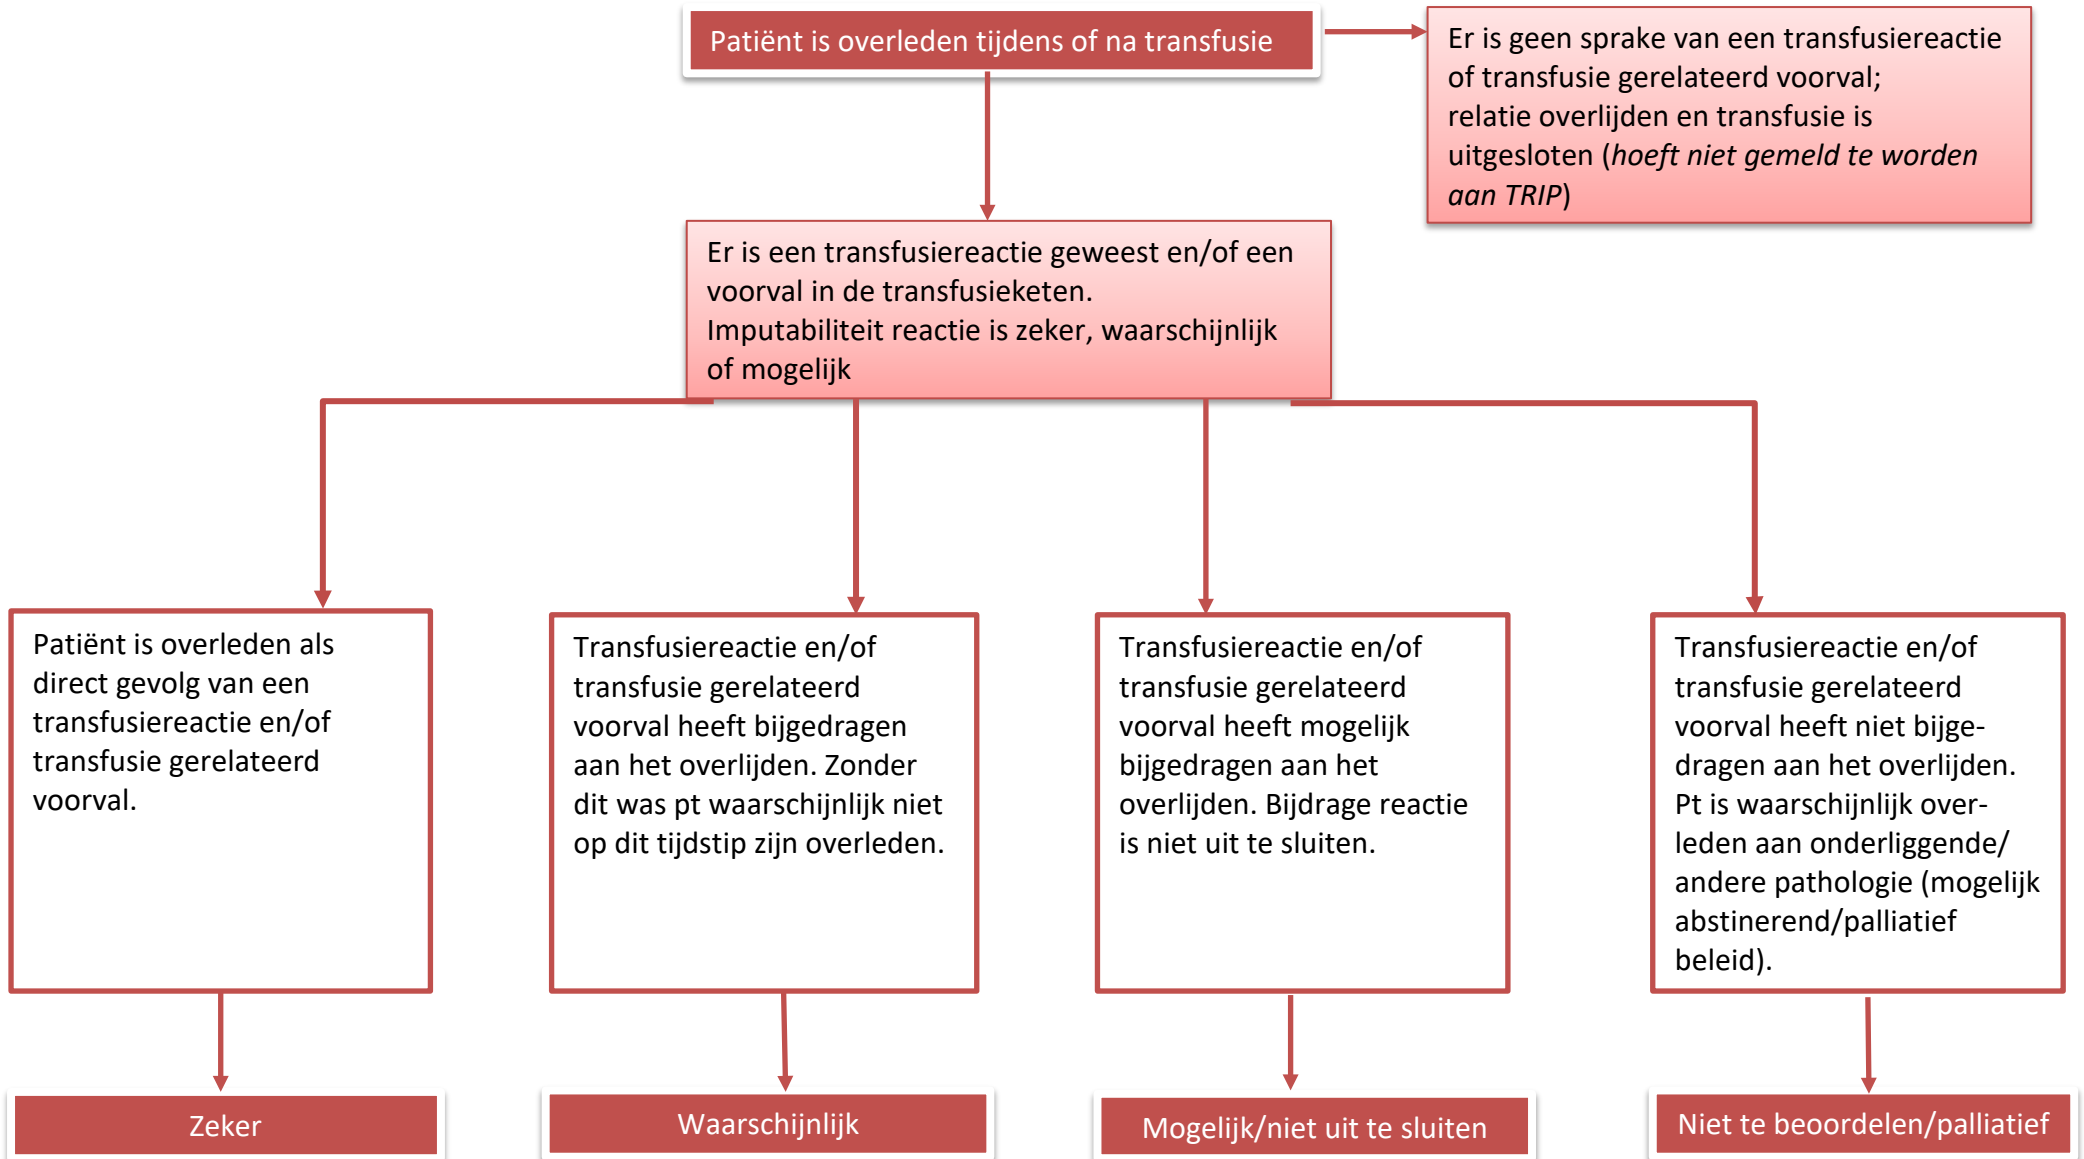 Patiënt is overleden tijdens of na transfusie
Er is geen sprake van een transfusiereactie
of transfusie gerelateerd voorval;
relatie overlijden en transfusie is
uitgesloten (hoeft niet gemeld te worden
aan TRIP)
Er is een transfusiereactie geweest en/of een
voorval in de transfusieketen.
Imputabiliteit reactie is zeker, waarschijnlijk
of mogelijk
Patiënt is overleden als
direct gevolg van een
transfusiereactie en/of
transfusie gerelateerd
voorval.
Transfusiereactie en/of
transfusie gerelateerd
voorval heeft bijgedragen
aan het overlijden. Zonder
dit was pt waarschijnlijk niet
op dit tijdstip zijn overleden.
Transfusiereactie en/of
transfusie gerelateerd
voorval heeft mogelijk
bijgedragen aan het
overlijden. Bijdrage reactie
is niet uit te sluiten.
Transfusiereactie en/of
transfusie gerelateerd
voorval heeft niet bijge-
dragen aan het overlijden.
Pt is waarschijnlijk over-
leden aan onderliggende/
andere pathologie (mogelijk
abstinerend/palliatief
beleid).
Zeker
Waarschijnlijk
Mogelijk/niet uit te sluiten
Niet te beoordelen/palliatief